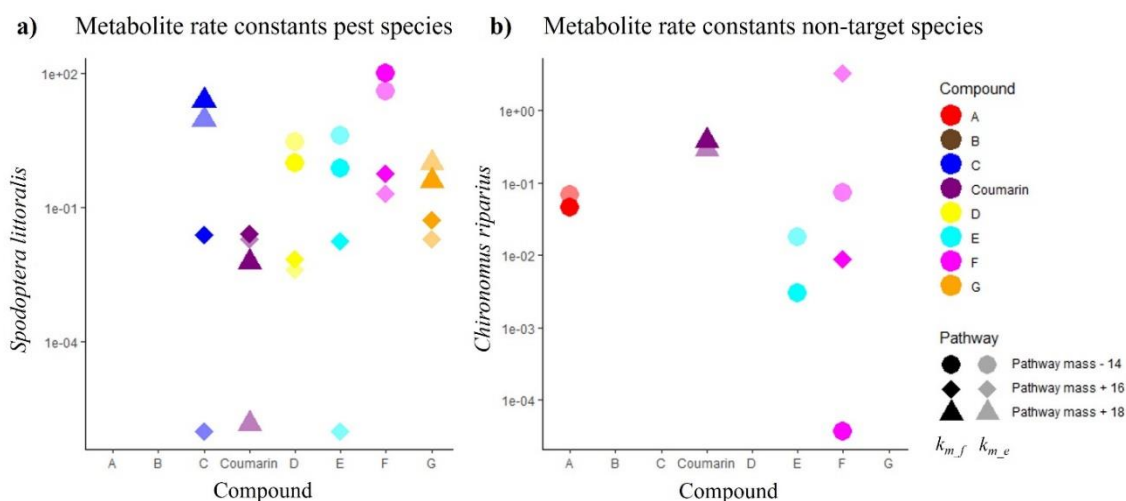 a) Metabolite rate constants pest species
b) Metabolite rate constants non-target species
Spodoptera littoralis
1e+02
1e-01
1e-04
A B C Coumarin D E F G
Compound
Chironomus riparius
1e+00
1e-01
1e-02
1e-03
1e-04
A B C Coumarin D E F G
Compound
Compound
A
B
C
Coumarin
D
E
F
G
Pathway
Pathway mass - 14
Pathway mass + 16
Pathway mass + 18
k_m_f k_m_e